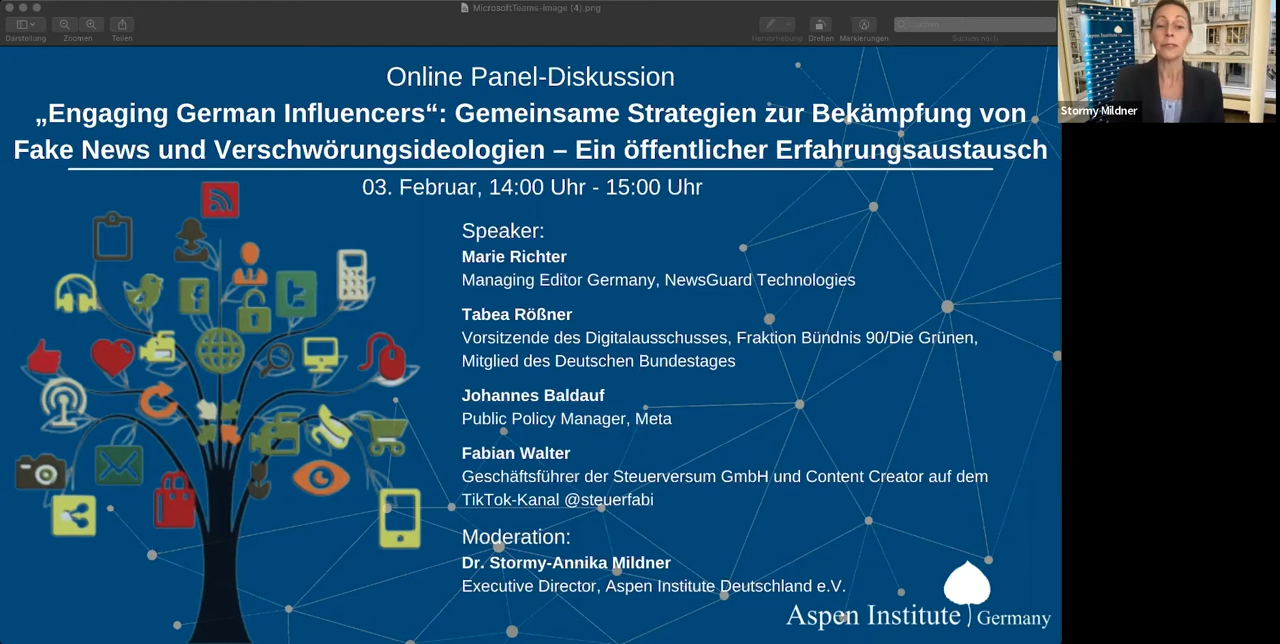 MicrosoftTeams-image (4).png
Darstellung
Zoomen
Teilen
Hervorhebung
Drehen
Markierungen
Suchen
Suchen nach
Stormy Mildner
Aspen Institute
Online Panel-Diskussion
„Engaging German Influencers“: Gemeinsame Strategien zur Bekämpfung von
Fake News und Verschwörungsideologien – Ein öffentlicher Erfahrungsaustausch
03. Februar, 14:00 Uhr - 15:00 Uhr
Speaker:
Marie Richter
Managing Editor Germany, NewsGuard Technologies
Tabea Rößner
Vorsitzende des Digitalausschusses, Fraktion Bündnis 90/Die Grünen,
Mitglied des Deutschen Bundestages
Johannes Baldauf
Public Policy Manager, Meta
Fabian Walter
Geschäftsführer der Steuerversum GmbH und Content Creator auf dem
TikTok-Kanal @steuerfabi
Moderation:
Dr. Stormy-Annika Mildner
Executive Director, Aspen Institute Deutschland e.V.
Aspen Institute Germany